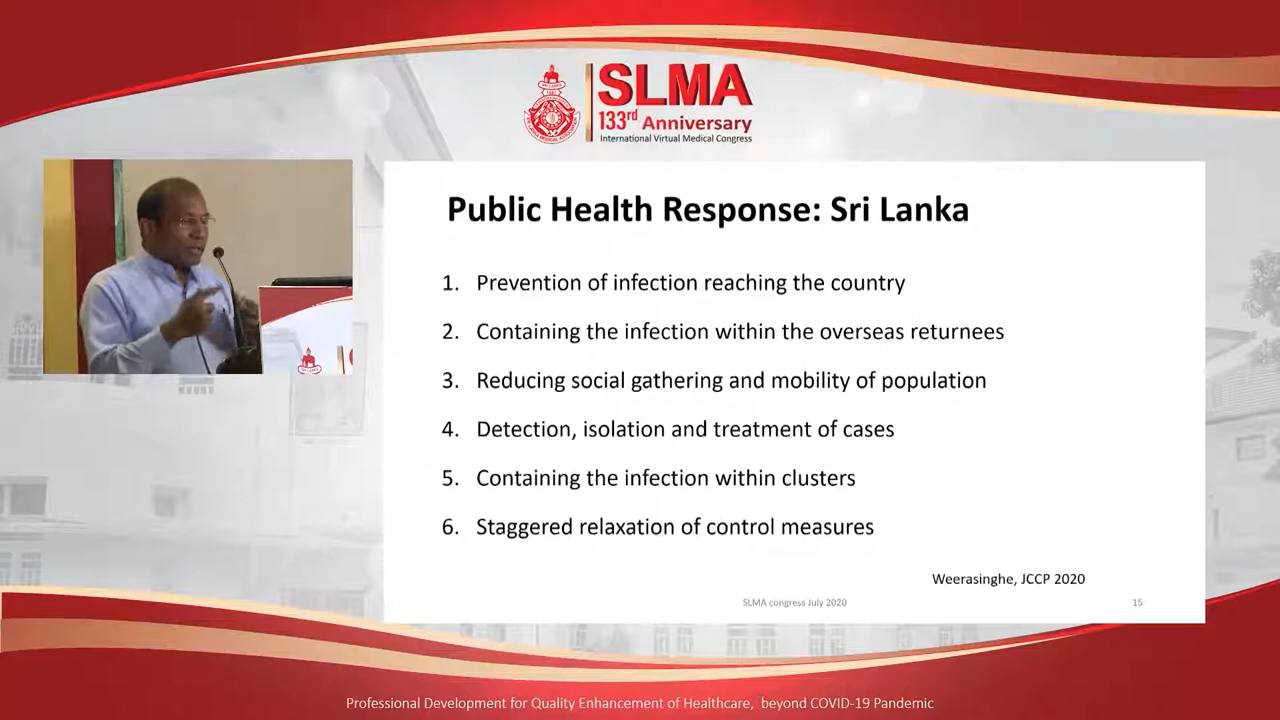 SLMA
133rd Anniversary
International Virtual Medical Congress
Public Health Response: Sri Lanka
1. Prevention of infection reaching the country
2. Containing the infection within the overseas returnees
3. Reducing social gathering and mobility of population
4. Detection, isolation and treatment of cases
5. Containing the infection within clusters
6. Staggered relaxation of control measures
Weerasinghe, JCCP 2020
SLMA congress July 2020
15
Professional Development for Quality Enhancement of Healthcare, beyond COVID-19 Pandemic